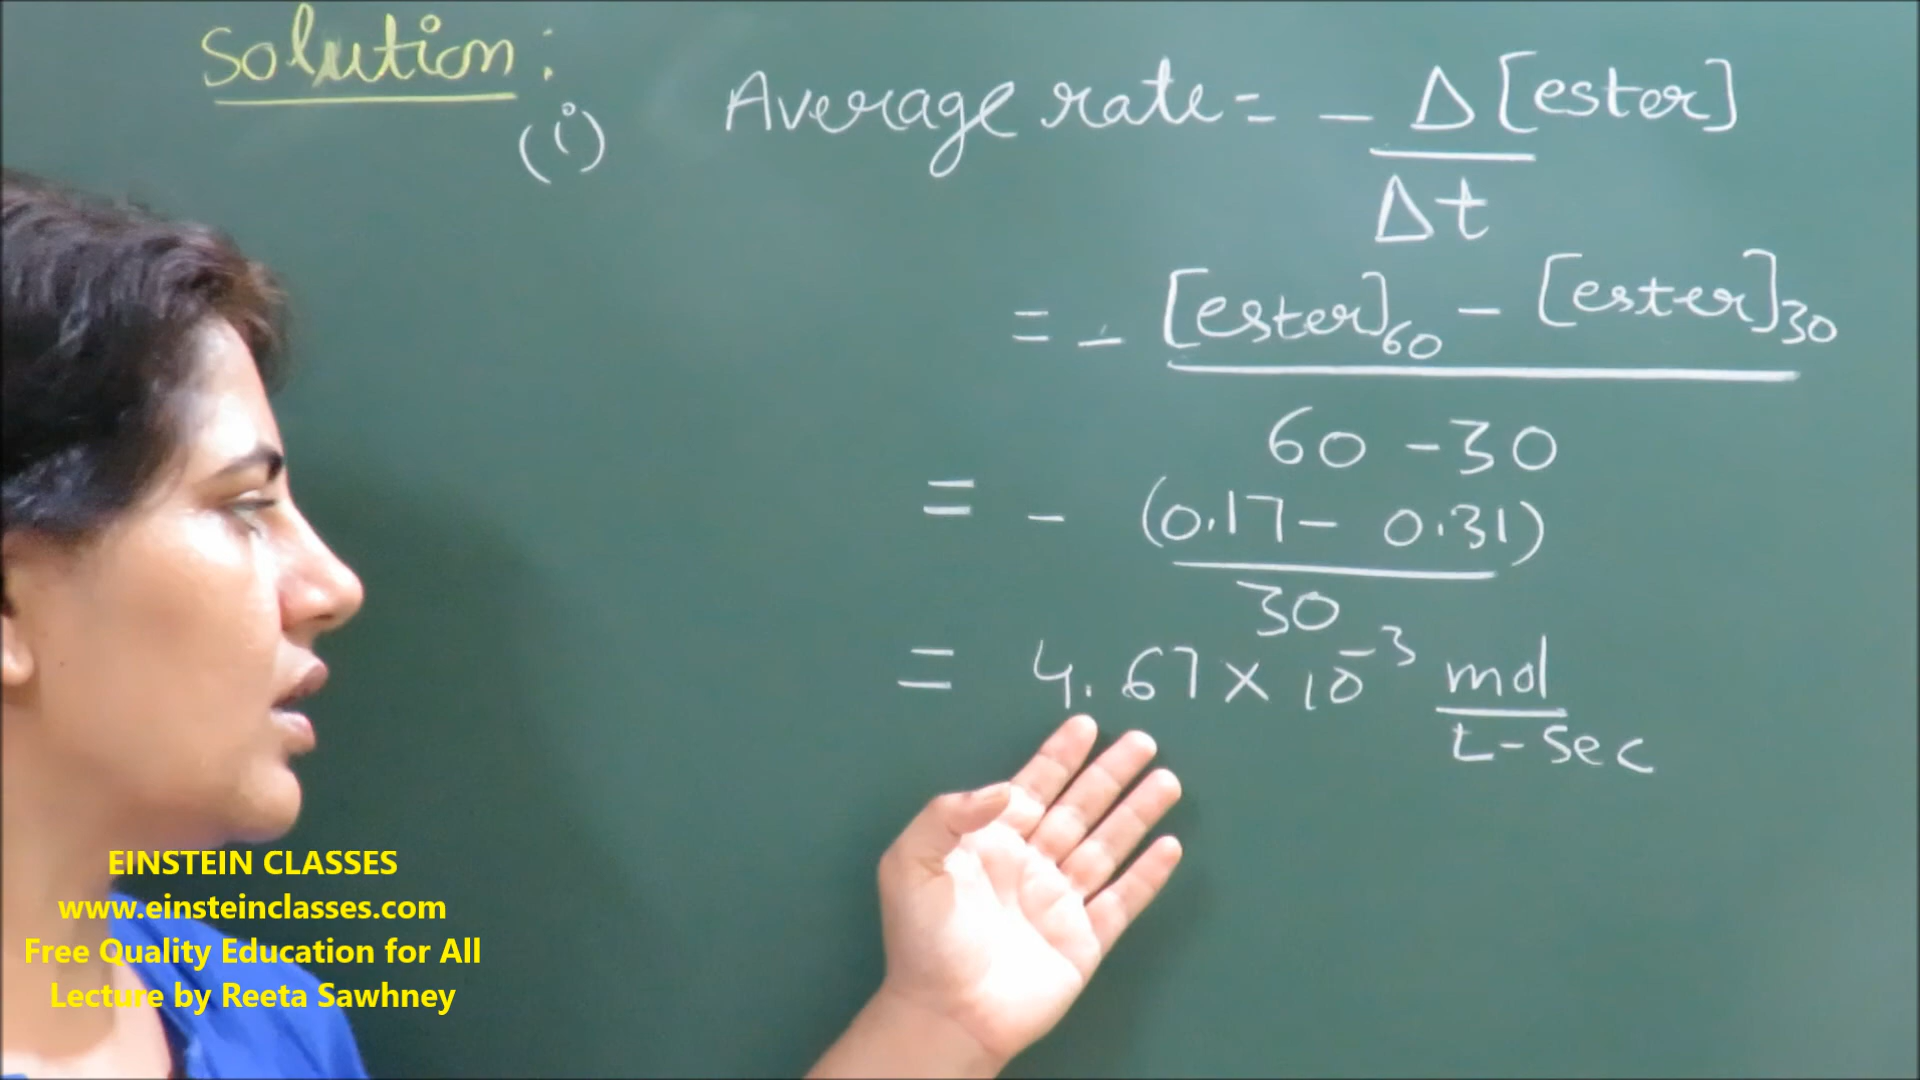 Solution:
(i) Average rate = - Δ[ester]
Δt
= - [ester]60 - [ester]30
60 - 30
= - (0.17 - 0.31)
30
= 4.67 × 10⁻³ mol
L-sec
EINSTEIN CLASSES
www.einsteinclasses.com
Free Quality Education for All
Lecture by Reeta Sawhney